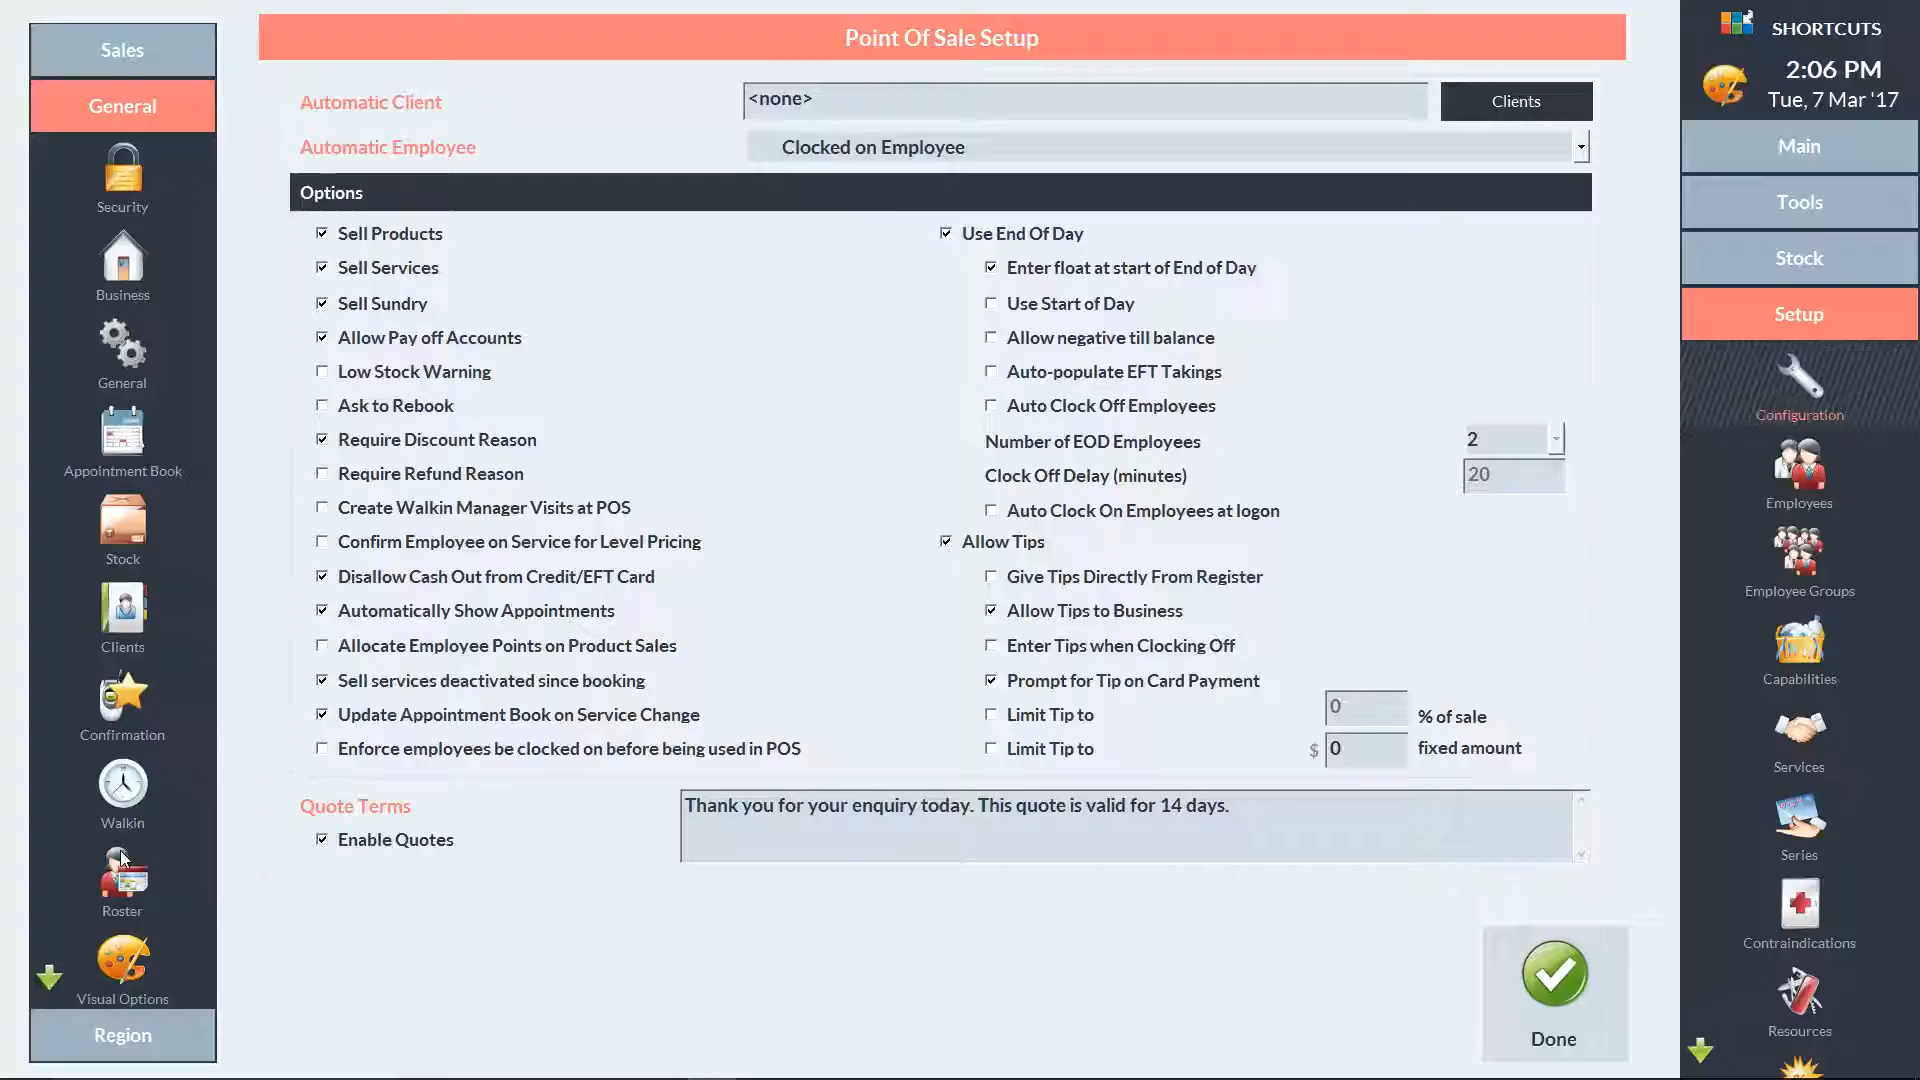 Sales
General
Security
Business
General
Appointment Book
Stock
Clients
Confirmation
Walkin
Roster
Visual Options
Region
Point Of Sale Setup
Automatic Client
<none>
Clients
Automatic Employee
Clocked on Employee
Options
Sell Products
Sell Services
Sell Sundry
Allow Pay off Accounts
Low Stock Warning
Ask to Rebook
Require Discount Reason
Require Refund Reason
Create Walkin Manager Visits at POS
Confirm Employee on Service for Level Pricing
Disallow Cash Out from Credit/EFT Card
Automatically Show Appointments
Allocate Employee Points on Product Sales
Sell services deactivated since booking
Update Appointment Book on Service Change
Enforce employees be clocked on before being used in POS
Use End Of Day
Enter float at start of End of Day
Use Start of Day
Allow negative till balance
Auto-populate EFT Takings
Auto Clock Off Employees
Number of EOD Employees 2
Clock Off Delay (minutes) 20
Auto Clock On Employees at logon
Allow Tips
Give Tips Directly From Register
Allow Tips to Business
Enter Tips when Clocking Off
Prompt for Tip on Card Payment
Limit Tip to 0 % of sale
Limit Tip to $ 0 fixed amount
Quote Terms
Enable Quotes
Thank you for your enquiry today. This quote is valid for 14 days.
Done
SHORTCUTS
2:06 PM
Tue, 7 Mar '17
Main
Tools
Stock
Setup
Configuration
Employees
Employee Groups
Capabilities
Services
Series
Contraindications
Resources